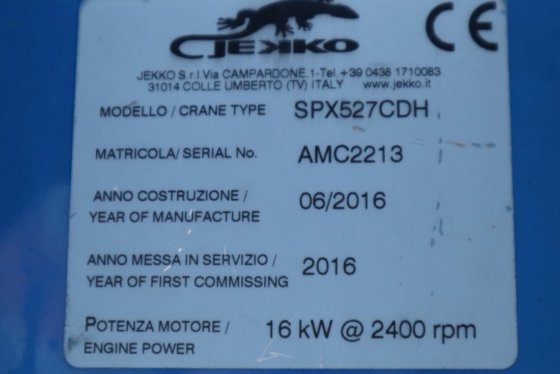 JEKKO
CE
JEKKO S.r.l. Via CAMPARDONE,1-Tel.+39 0438 1710083
31014 COLLE UMBERTO (TV) ITALY www.jekko.it
MODELLO / CRANE TYPE SPX527CDH
MATRICOLA/ SERIAL No. AMC2213
ANNO COSTRUZIONE /
YEAR OF MANUFACTURE 06/2016
ANNO MESSA IN SERVIZIO /
YEAR OF FIRST COMMISSING 2016
POTENZA MOTORE /
ENGINE POWER 16 kW @ 2400 rpm